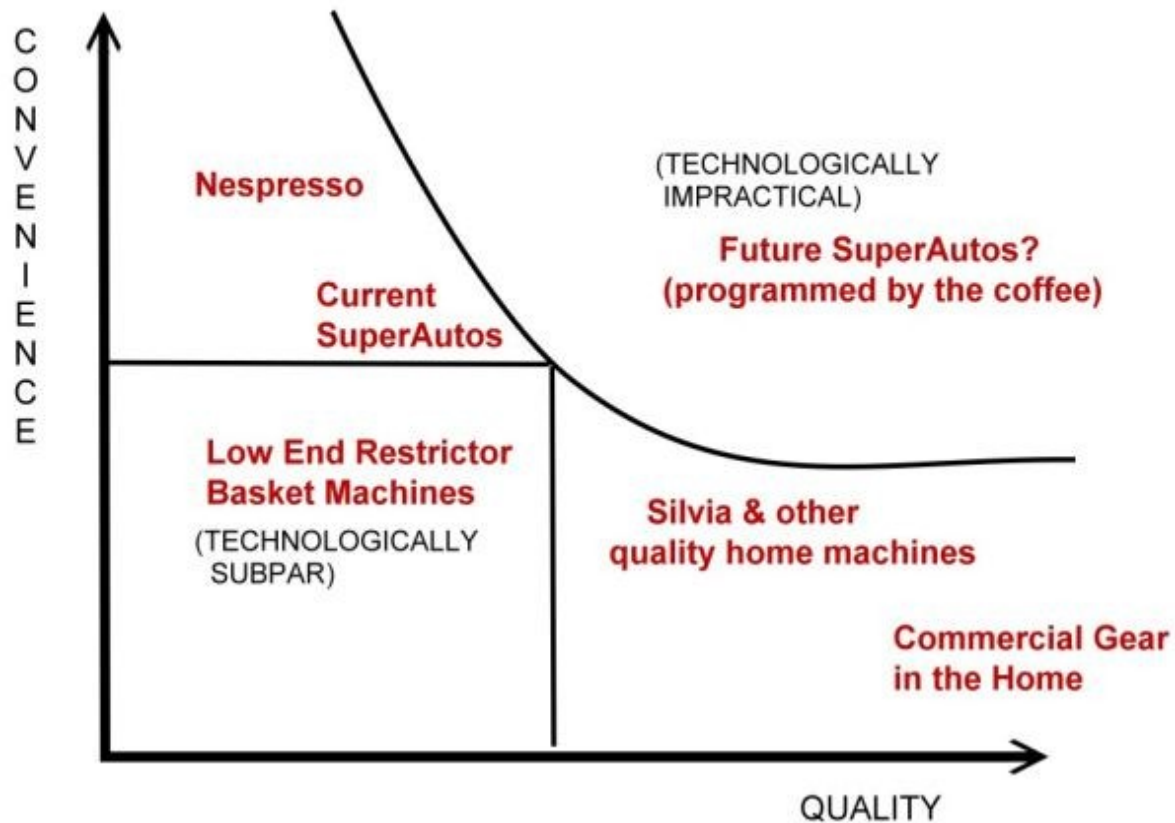 CONVENIENCE
Nespresso
(TECHNOLOGICALLY
IMPRACTICAL)
Future SuperAutos?
(programmed by the coffee)
Current
SuperAutos
Low End Restrictor
Basket Machines
(TECHNOLOGICALLY
SUBPAR)
Silvia & other
quality home machines
Commercial Gear
in the Home
QUALITY